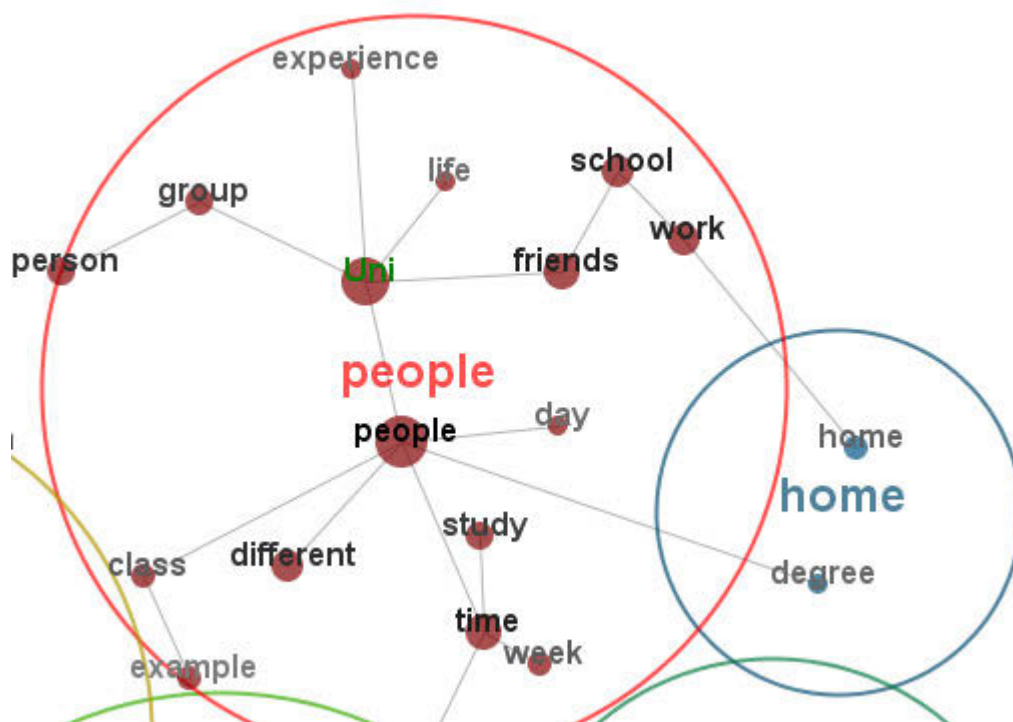 experience
life
school
group
work
person
Uni
friends
people
day
people
home
home
study
different
class
degree
time
week
example